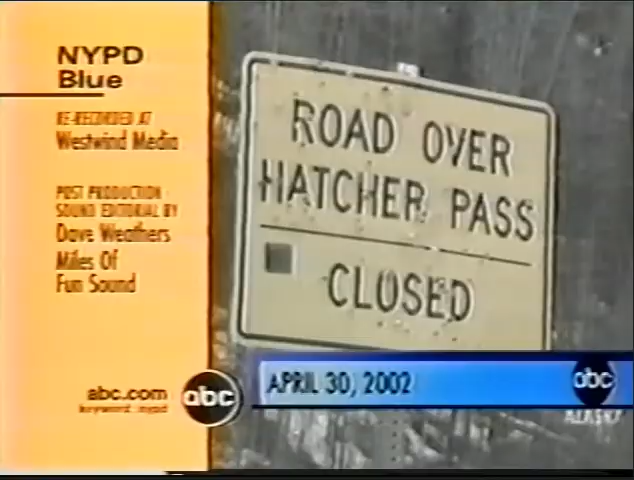 NYPD
Blue
RE-RECORDED AT
Westwind Media
POST PRODUCTION
SOUND EDITORIAL BY
Dave Weathers
Miles Of
Fun Sound
abc.com
keyword: nypd
abc
ROAD OVER
HATCHER PASS
CLOSED
APRIL 30, 2002
abc
ALASKA